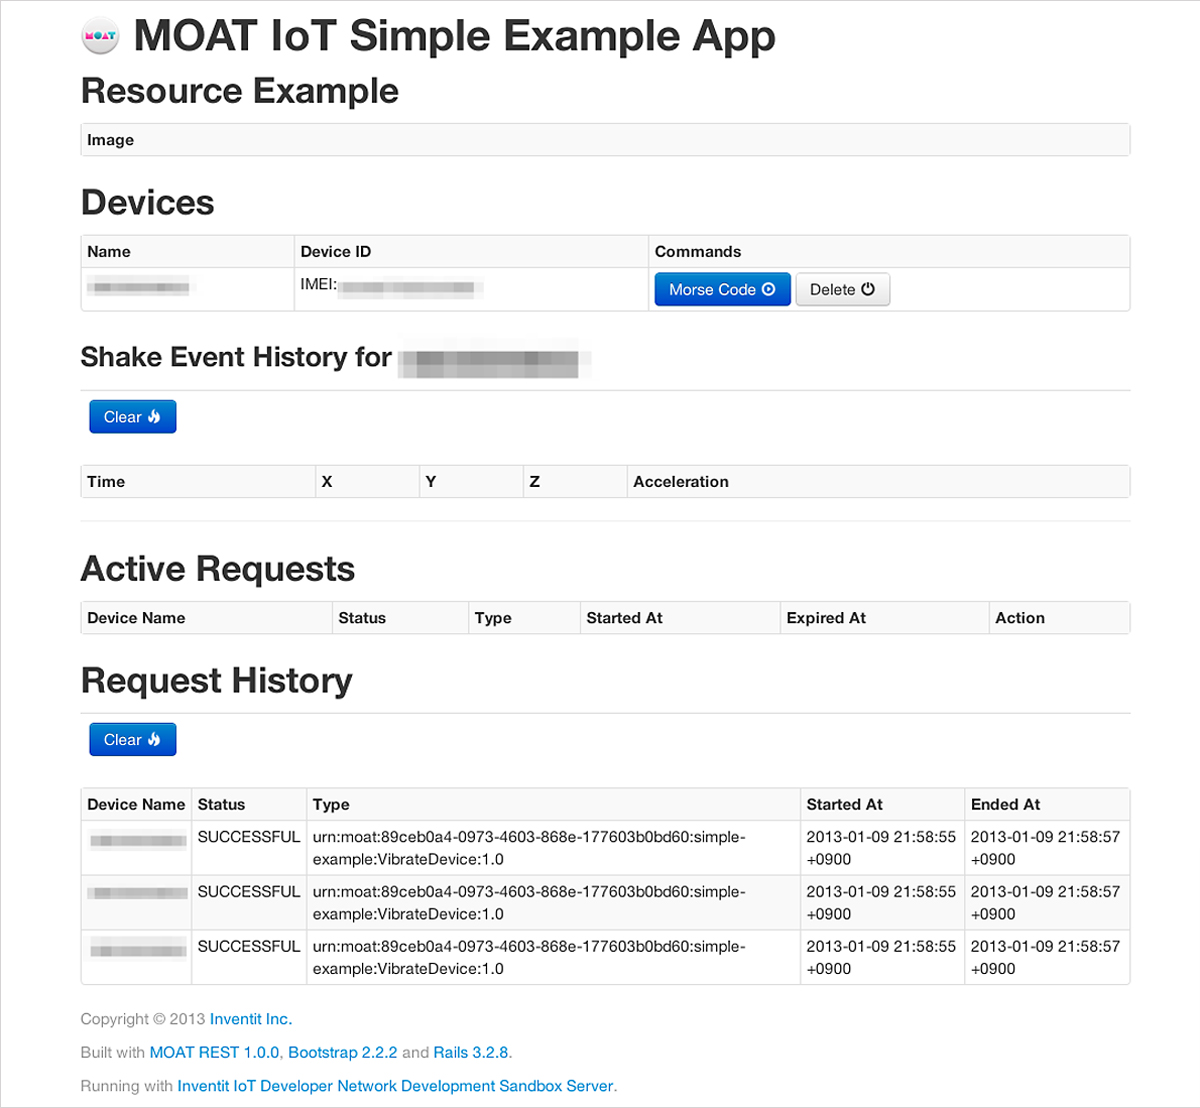 MOAT
MOAT IoT Simple Example App
Resource Example
Image
Devices
Name Device ID Commands
IMEI: Morse Code Delete
Shake Event History for
Clear
Time X Y Z Acceleration
Active Requests
Device Name Status Type Started At Expired At Action
Request History
Clear
Device Name Status Type Started At Ended At
SUCCESSFUL urn:moat:89ceb0a4-0973-4603-868e-177603b0bd60:simple- 2013-01-09 21:58:55 2013-01-09 21:58:57
example:VibrateDevice:1.0 +0900 +0900
SUCCESSFUL urn:moat:89ceb0a4-0973-4603-868e-177603b0bd60:simple- 2013-01-09 21:58:55 2013-01-09 21:58:57
example:VibrateDevice:1.0 +0900 +0900
SUCCESSFUL urn:moat:89ceb0a4-0973-4603-868e-177603b0bd60:simple- 2013-01-09 21:58:55 2013-01-09 21:58:57
example:VibrateDevice:1.0 +0900 +0900
Copyright © 2013 Inventit Inc.
Built with MOAT REST 1.0.0, Bootstrap 2.2.2 and Rails 3.2.8.
Running with Inventit IoT Developer Network Development Sandbox Server.